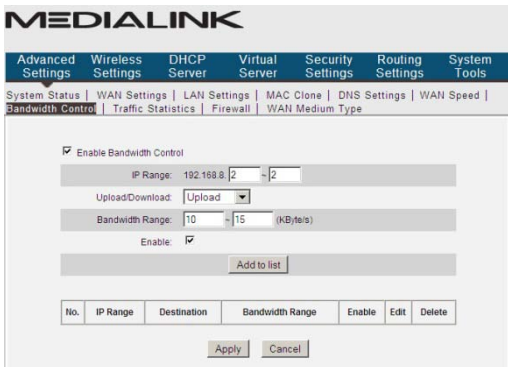 MEDIALINK
Advanced Settings Wireless Settings DHCP Server Virtual Server Security Settings Routing Settings System Tools
System Status | WAN Settings | LAN Settings | MAC Clone | DNS Settings | WAN Speed |
Bandwidth Control | Traffic Statistics | Firewall | WAN Medium Type
Enable Bandwidth Control
IP Range: 192.168.8. 2 ~ 2
Upload/Download: Upload
Bandwidth Range: 10 ~ 15 (KByte/s)
Enable:
Add to list
No. IP Range Destination Bandwidth Range Enable Edit Delete
Apply Cancel